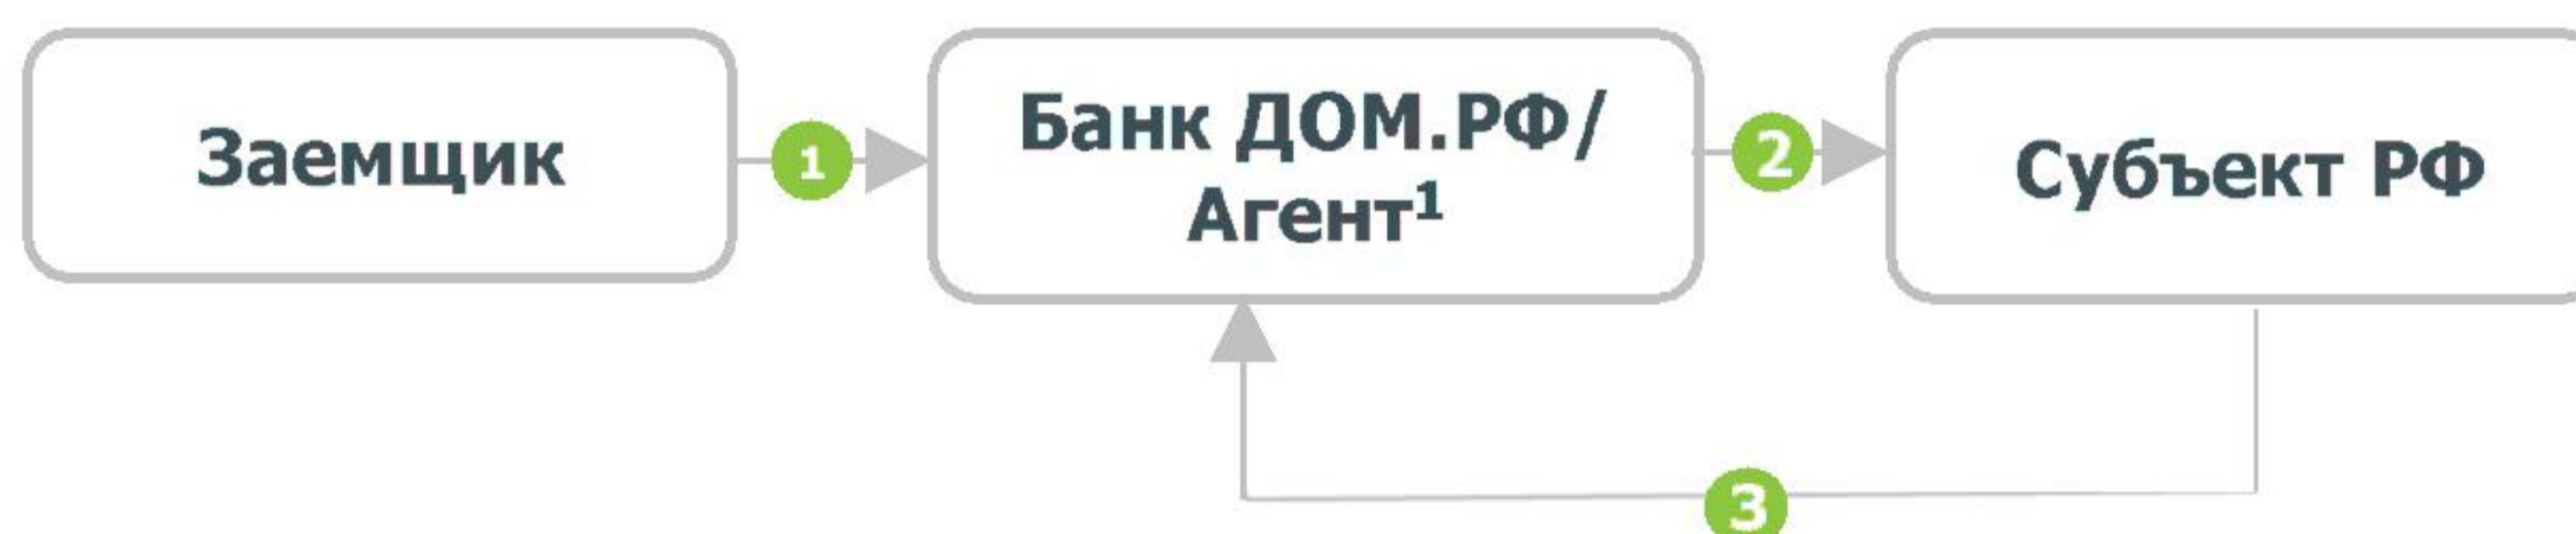 Заемщик
1
Банк ДОМ.РФ/
Агент¹
2
Субъект РФ
3